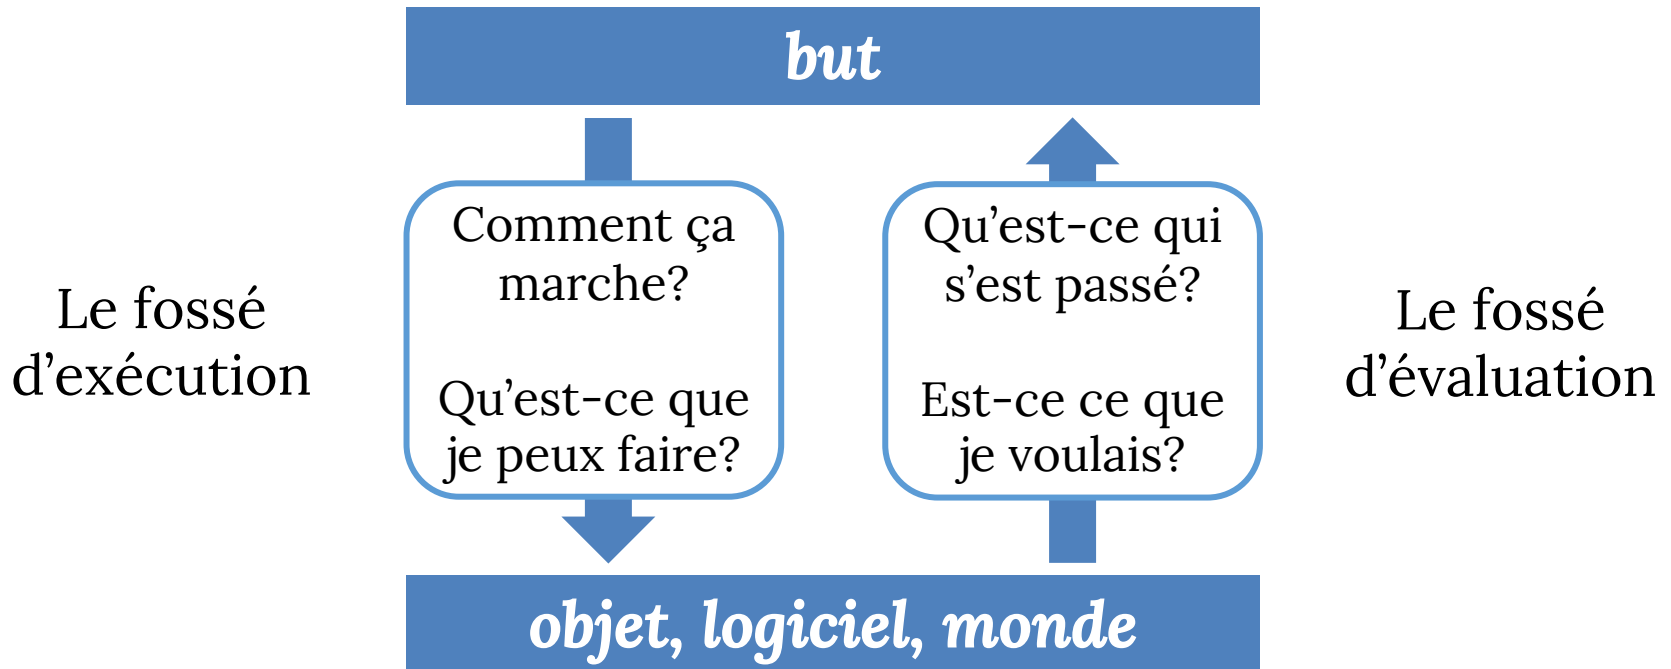 but
Le fossé
d’exécution
Comment ça
marche?
Qu’est-ce que
je peux faire?
Qu’est-ce qui
s’est passé?
Est-ce ce que
je voulais?
Le fossé
d’évaluation
objet, logiciel, monde